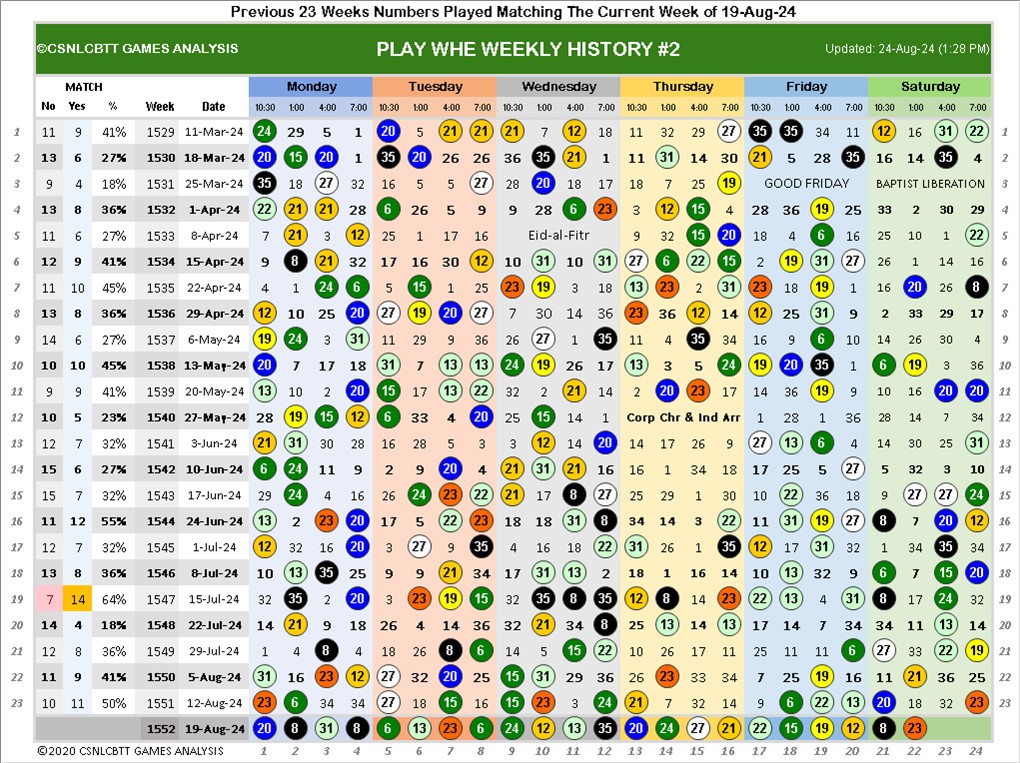 Previous 23 Weeks Numbers Played Matching The Current Week of 19-Aug-24
©CSNLCBTT GAMES ANALYSIS PLAY WHE WEEKLY HISTORY #2 Updated: 24-Aug-24 (1:28 PM)
MATCH Monday Tuesday Wednesday Thursday Friday Saturday
No Yes % Week Date 10:30 1:00 4:00 7:00 10:30 1:00 4:00 7:00 10:30 1:00 4:00 7:00 10:30 1:00 4:00 7:00 10:30 1:00 4:00 7:00 10:30 1:00 4:00 7:00
1 11 9 41% 1529 11-Mar-24 24 29 5 1 20 5 21 21 21 7 12 18 11 32 29 27 35 35 34 11 12 16 31 22 1
2 13 6 27% 1530 18-Mar-24 20 15 20 1 35 20 26 26 36 35 21 1 11 31 14 30 21 5 28 35 16 14 35 4 2
3 9 4 18% 1531 25-Mar-24 35 18 27 32 16 5 5 27 28 20 18 17 18 7 25 19 GOOD FRIDAY BAPTIST LIBERATION 3
4 13 8 36% 1532 1-Apr-24 22 21 21 28 6 26 5 9 9 28 6 23 3 12 15 4 28 36 19 25 33 2 30 29 4
5 11 6 27% 1533 8-Apr-24 7 21 3 12 25 1 17 16 Eid-al-Fitr 9 32 15 20 18 4 6 16 25 10 1 22 5
6 12 9 41% 1534 15-Apr-24 9 8 21 32 17 16 30 12 10 31 10 31 27 6 22 15 2 19 31 27 26 1 14 16 6
7 11 10 45% 1535 22-Apr-24 4 1 24 6 5 15 1 25 23 19 3 18 13 23 2 31 23 18 19 1 16 20 26 8 7
8 13 8 36% 1536 29-Apr-24 12 10 25 20 27 19 20 27 7 30 14 36 23 36 12 14 12 25 31 9 2 33 29 17 8
9 14 6 27% 1537 6-May-24 19 24 3 31 11 29 9 36 26 27 1 35 11 4 35 34 16 9 6 10 14 26 30 4 9
10 10 10 45% 1538 13-May-24 20 7 17 18 31 7 13 13 24 19 26 17 13 3 5 24 19 20 35 1 6 19 3 36 10
11 9 9 41% 1539 20-May-24 13 10 2 20 15 17 13 22 32 2 21 14 2 20 23 17 14 36 19 9 10 16 20 20 11
12 10 5 23% 1540 27-May-24 28 19 15 12 6 33 4 20 25 15 14 1 Corp Chr & Ind Arr 1 28 1 36 28 14 7 34 12
13 12 7 32% 1541 3-Jun-24 21 31 30 28 16 28 5 3 3 12 14 20 14 17 26 9 27 13 6 4 14 30 25 31 13
14 15 6 27% 1542 10-Jun-24 6 24 11 9 2 9 20 4 21 31 21 16 16 1 34 18 17 25 5 27 5 32 3 10 14
15 15 7 32% 1543 17-Jun-24 29 24 4 16 26 24 23 22 21 17 8 27 25 29 1 30 10 22 36 18 9 27 27 24 15
16 11 12 55% 1544 24-Jun-24 13 2 23 20 17 5 22 23 18 18 31 8 34 14 3 22 11 31 19 27 8 7 20 12 16
17 12 7 32% 1545 1-Jul-24 12 32 16 20 3 27 9 35 4 16 18 22 31 26 1 35 12 17 31 32 1 34 35 34 17
18 13 8 36% 1546 8-Jul-24 10 13 35 25 9 9 21 34 17 31 13 2 18 1 16 14 10 13 32 9 6 7 15 20 18
19 7 14 64% 1547 15-Jul-24 32 35 2 20 3 23 19 15 32 35 8 35 12 8 16 23 22 13 4 31 8 17 24 32 19
20 14 4 18% 1548 22-Jul-24 14 21 9 18 26 4 14 36 32 21 34 8 25 13 14 13 17 14 7 34 34 11 13 14 20
21 12 8 36% 1549 29-Jul-24 1 4 8 4 34 7 8 6 11 5 15 22 10 26 17 11 31 11 20 6 27 33 22 19 21
22 11 9 41% 1550 5-Aug-24 31 16 23 12 27 32 20 25 15 31 29 36 26 23 33 34 7 25 19 16 11 21 36 25 22
23 10 11 50% 1551 12-Aug-24 23 6 34 34 27 18 15 16 15 23 3 24 21 7 32 14 9 6 22 13 20 18 32 23 23
1552 19-Aug-24 20 8 31 8 6 13 23 6 24 12 13 35 20 24 27 21 22 15 19 12 8 23
©2020 CSNLCBTT GAMES ANALYSIS 1 2 3 4 5 6 7 8 9 10 11 12 13 14 15 16 17 18 19 20 21 22 23 24